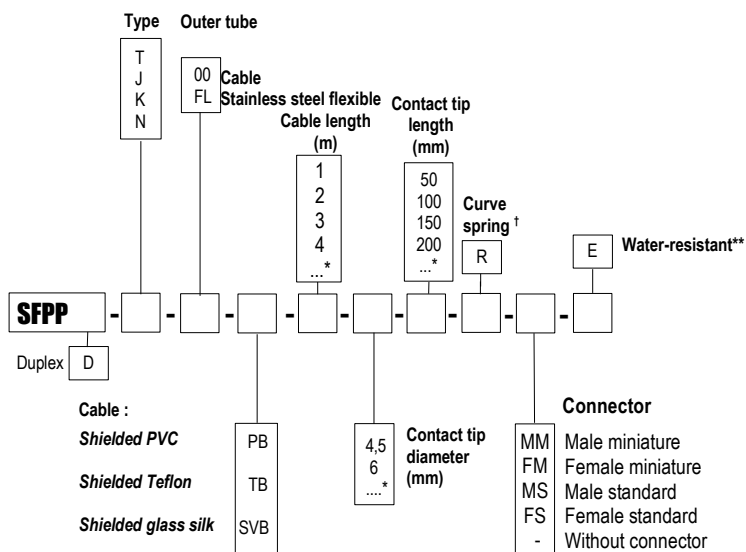 Type
Outer tube
T
J
K
N
00 Cable
FL Stainless steel flexible
Cable length
(m)
1
2
3
4
...*
Contact tip
length
(mm)
50
100
150
200
...*
Curve
spring †
R
E
Water-resistant**
SFPP - - - - - - - -
Duplex D
Cable :
Shielded PVC PB
Shielded Teflon TB
Shielded glass silk SVB
4,5
6
....*
Contact tip
diameter
(mm)
Connector
MM Male miniature
FM Female miniature
MS Male standard
FS Female standard
- Without connector